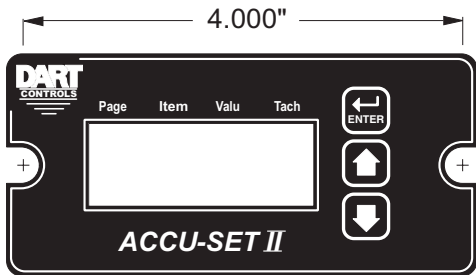 4.000"
DART
CONTROLS
Page Item Valu Tach
ENTER
ACCU-SET II